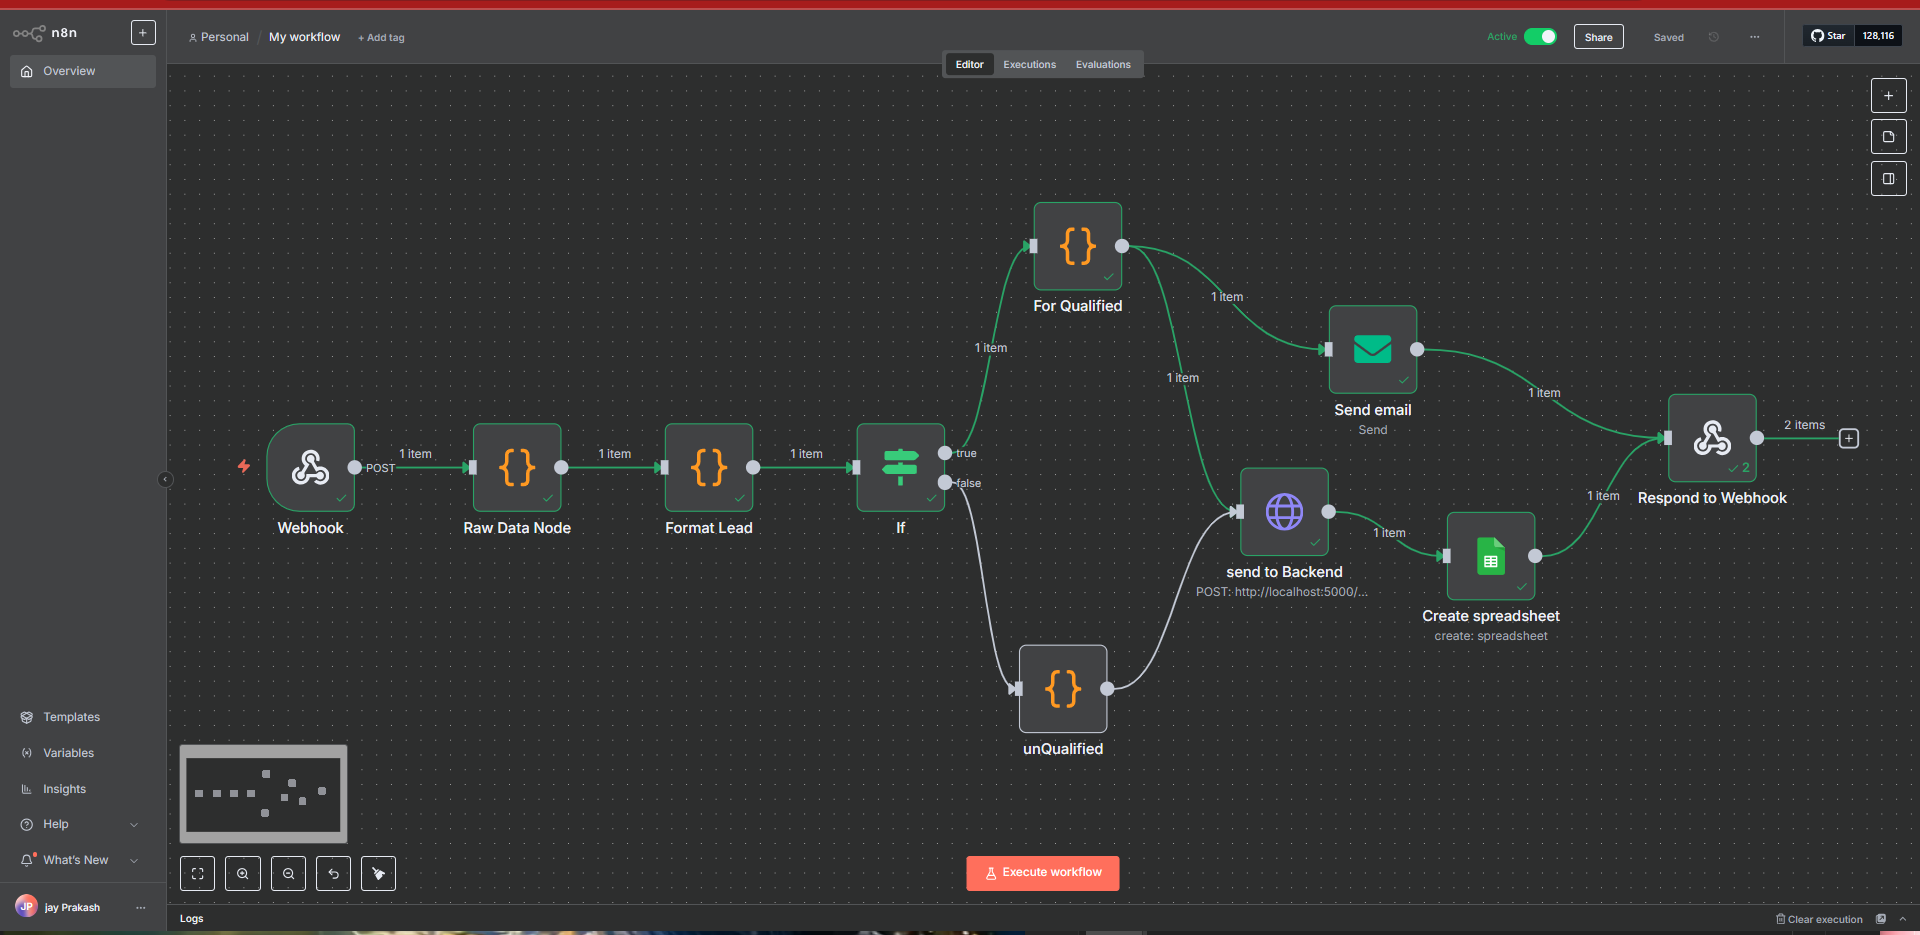 n8n
+
Personal / My workflow + Add tag
Active
Share
Saved
...
Star 128,116
Overview
Editor Executions Evaluations
For Qualified
1 item
1 item
1 item
Send email
Send
1 item
POST
1 item
1 item
1 item
true
false
Webhook
Raw Data Node
Format Lead
If
send to Backend
POST: http://localhost:5000/...
1 item
Create spreadsheet
create: spreadsheet
1 item
2
2 items
Respond to Webhook
unQualified
Templates
Variables
Insights
Help
What's New
JP jay Prakash ...
Execute workflow
Logs
Clear execution